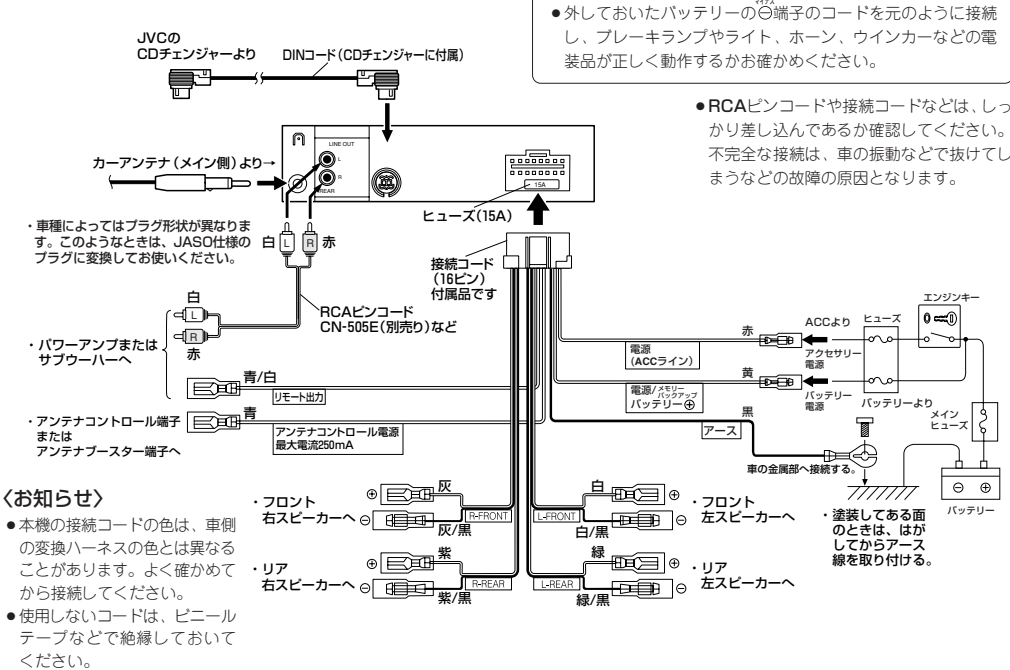 ●外しておいたバッテリーの⊖マイナス端子のコードを元のように接続
し、ブレーキランプやライト、ホーン、ウインカーなどの電
装品が正しく動作するかお確かめください。
●RCAピンコードや接続コードなどは、しっ
かり差し込んであるか確認してください。
不完全な接続は、車の振動などで抜けてし
まうなどの故障の原因となります。
JVCの
CDチェンジャーより
DINコード(CDチェンジャーに付属)
LINE OUT
L
R
REAR
15A
カーアンテナ(メイン側)より→
ヒューズ(15A)
・車種によってはプラグ形状が異なりま
す。このようなときは、JASO仕様の
プラグに変換してお使いください。
白 L R 赤
接続コード
(16ピン)
付属品です
RCAピンコード
CN-505E(別売り)など
白
L
R
赤
・パワーアンプまたは
サブウーハーへ
青/白
リモート出力
・アンテナコントロール端子
または
アンテナブースター端子へ
青
アンテナコントロール電源
最大電流250mA
エンジンキー
赤
ACCより
ヒューズ
電源
(ACCライン)
アクセサリー
電源
黄
電源/メモリーバックアップ
バッテリー⊕
バッテリー
電源
バッテリーより
黒
アース
メイン
ヒューズ
車の金属部へ接続する。
⊖ ⊕
バッテリー
・塗装してある面
のときは、はが
してからアース
線を取り付ける。
・フロント
右スピーカーへ
⊕ 灰
⊖ 灰/黒
R-FRONT
・リア
右スピーカーへ
⊕ 紫
⊖ 紫/黒
R-REAR
白 ⊕
白/黒 ⊖
L-FRONT
・フロント
左スピーカーへ
緑 ⊕
緑/黒 ⊖
L-REAR
・リア
左スピーカーへ
〈お知らせ〉
●本機の接続コードの色は、車側
の変換ハーネスの色とは異なる
ことがあります。よく確かめて
から接続してください。
●使用しないコードは、ビニール
テープなどで絶縁しておいて
ください。